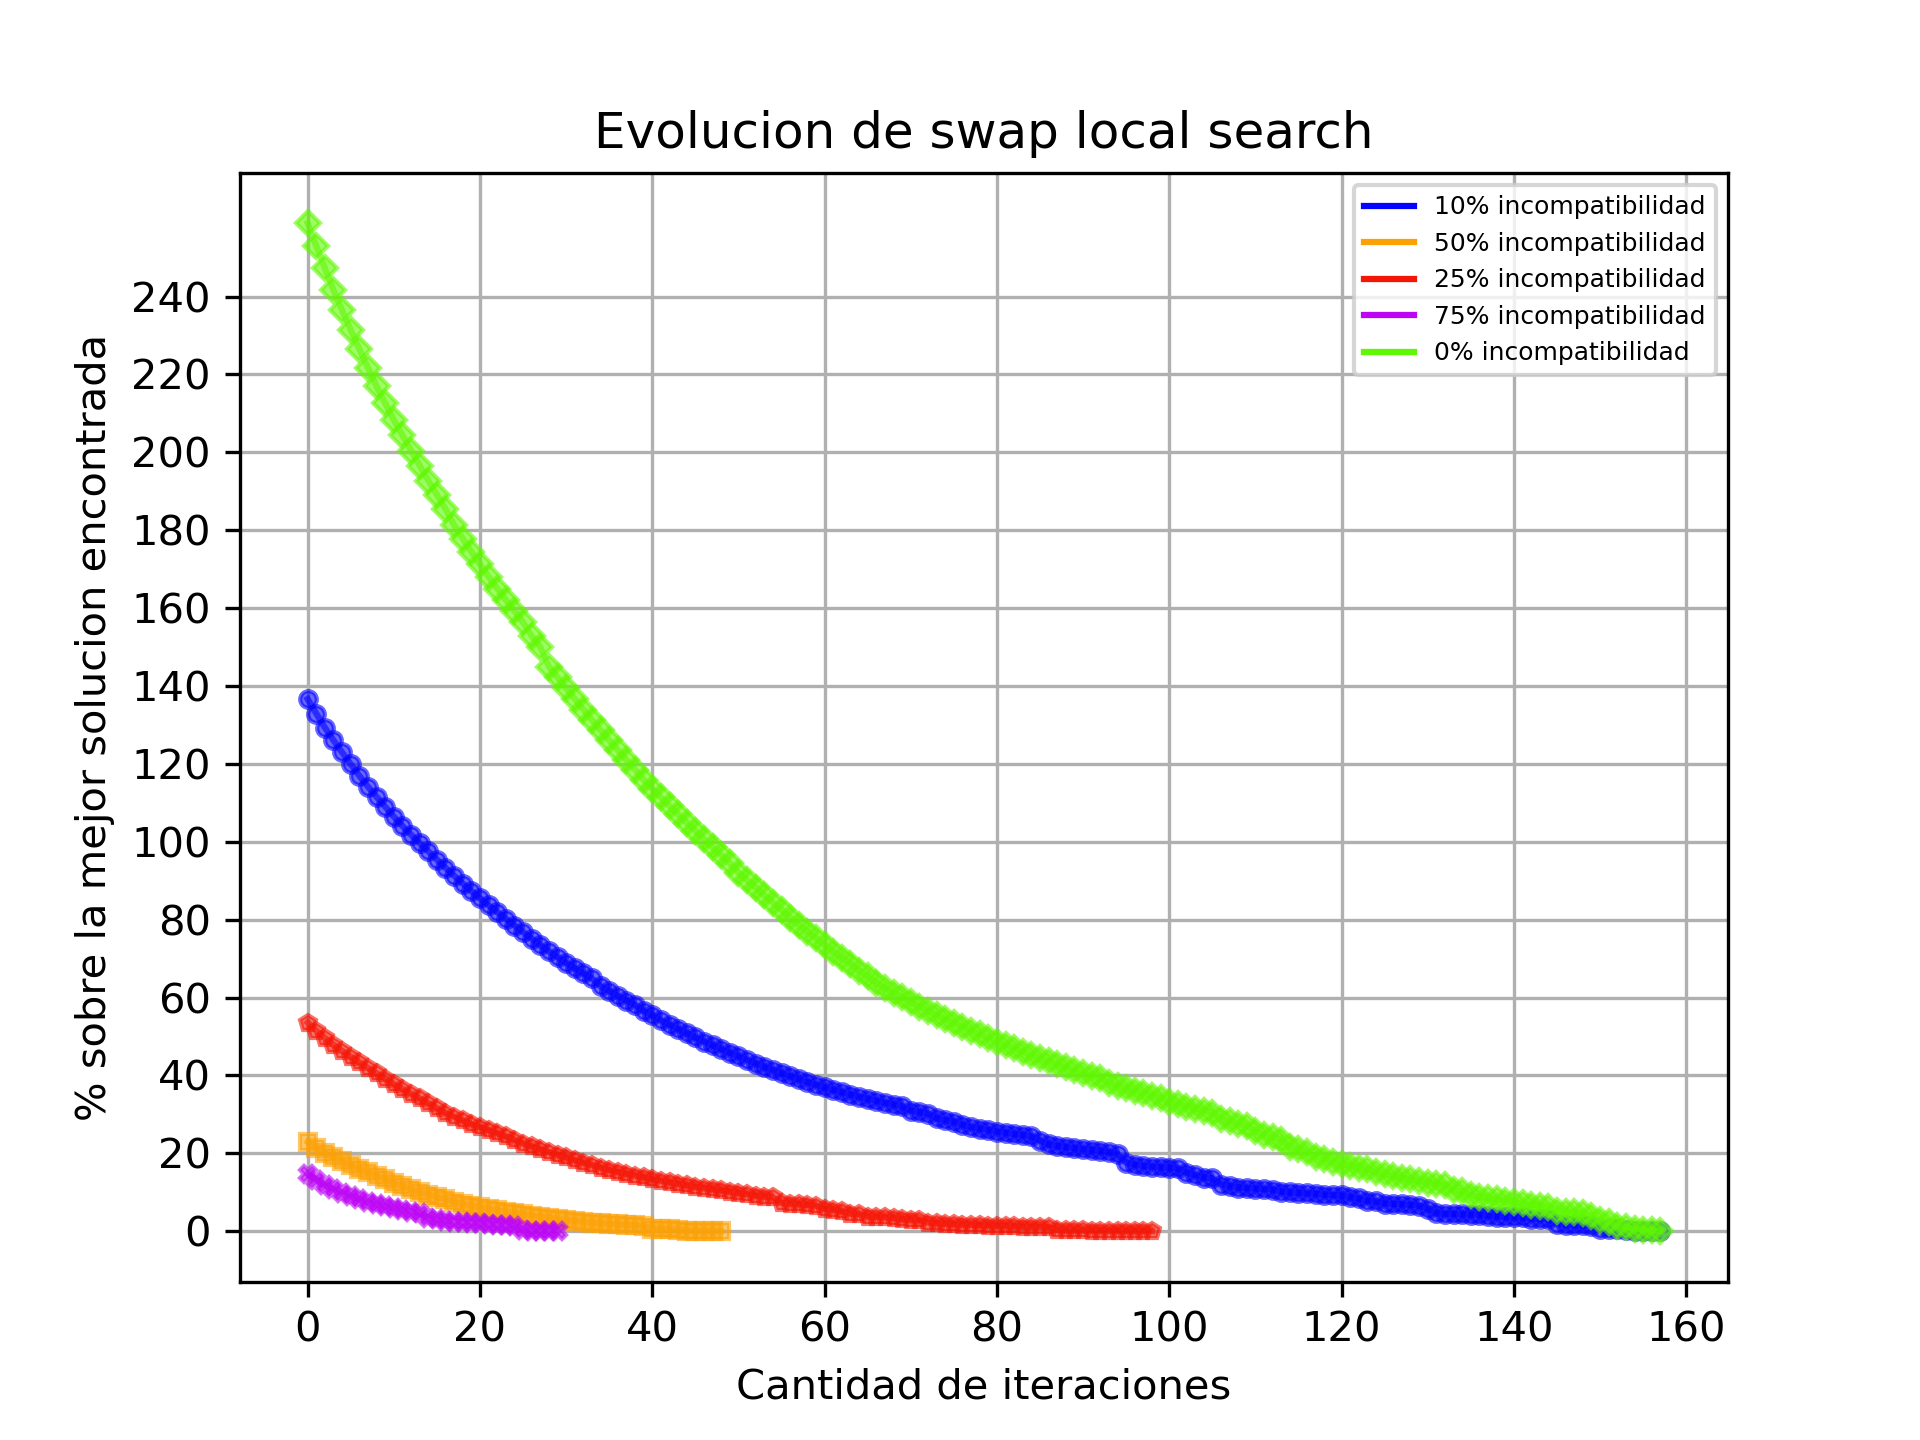 Evolucion de swap local search
10% incompatibilidad
50% incompatibilidad
25% incompatibilidad
75% incompatibilidad
0% incompatibilidad
% sobre la mejor solucion encontrada
240
220
200
180
160
140
120
100
80
60
40
20
0
0 20 40 60 80 100 120 140 160
Cantidad de iteraciones